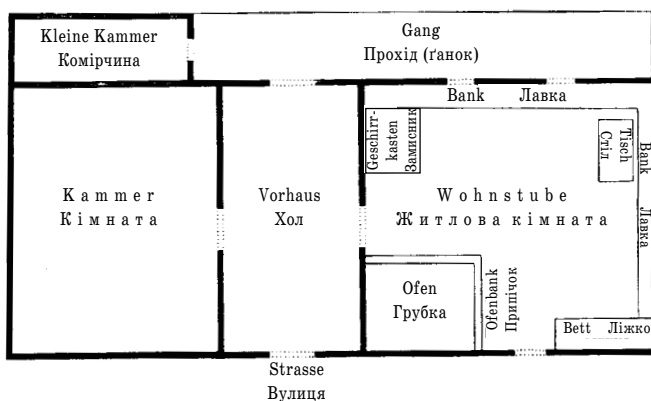 Kleine Kammer
Комірчина
Gang
Прохід (ґанок)
Bank Лавка
Geschirr-
kasten
Замисник
Tisch
Стіл
Bank Лавка
Kammer
Кімната
Vorhaus
Хол
Wohnstube
Житлова кімната
Ofen
Грубка
Ofenbank
Припічок
Bett Ліжко
Strasse
Вулиця